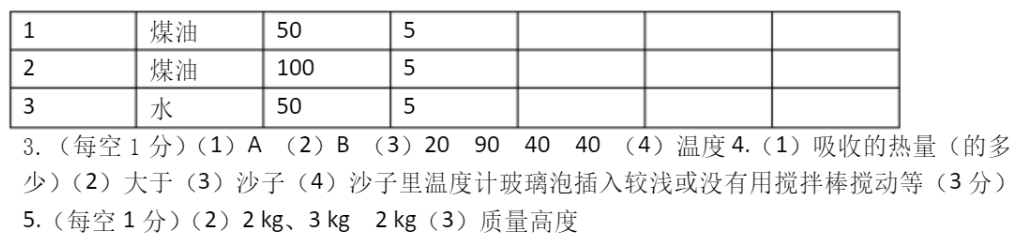 1 煤油 50 5
2 煤油 100 5
3 水 50 5
3.（每空 1 分）（1）A （2）B （3）20 90 40 40 （4）温度 4.（1）吸收的热量（的多
少）（2）大于（3）沙子（4）沙子里温度计玻璃泡插入较浅或没有用搅拌棒搅动等（3 分）
5.（每空 1 分）（2）2 kg、3 kg 2 kg（3）质量高度